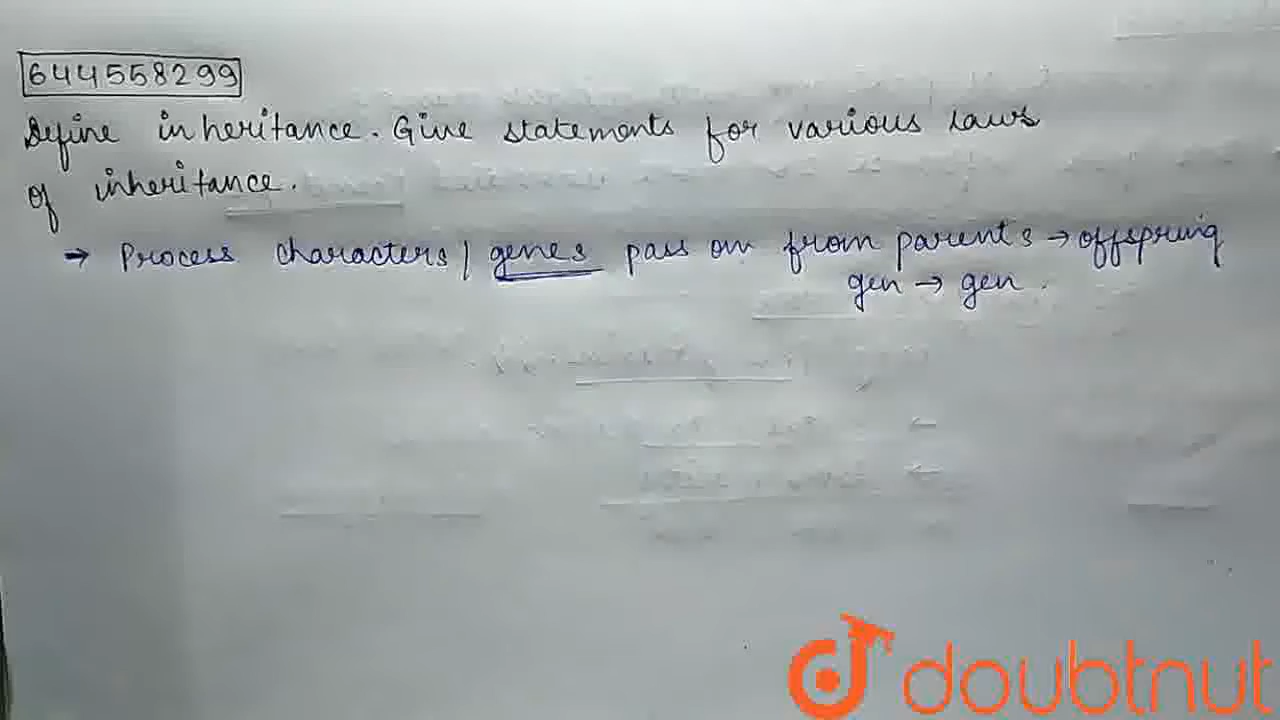 644558299
Define inheritance. Give statements for various laws
of inheritance.
→ Process characters / genes pass on from parents → offspring
gen → gen.
doubtnut